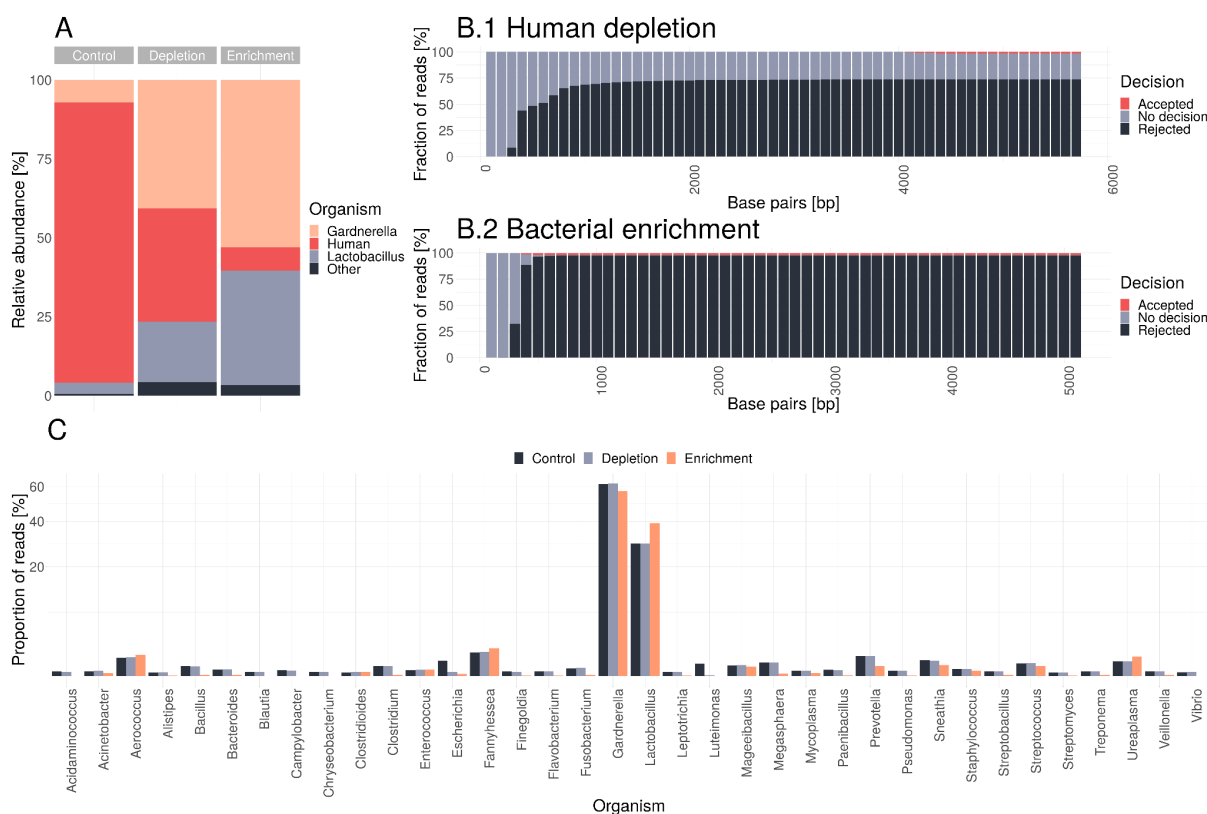 A
Control
Depletion
Enrichment
Relative abundance [%]
100
75
50
25
0
Organism
Gardnerella
Human
Lactobacillus
Other
B.1 Human depletion
Fraction of reads [%]
100
75
50
25
0
0
2000
4000
6000
Base pairs [bp]
Decision
Accepted
No decision
Rejected
B.2 Bacterial enrichment
Fraction of reads [%]
100
75
50
25
0
0
1000
2000
3000
4000
5000
Base pairs [bp]
Decision
Accepted
No decision
Rejected
C
Control
Depletion
Enrichment
Proportion of reads [%]
60
40
20
Acidaminococcus
Acinetobacter
Aerococcus
Alistipes
Bacillus
Bacteroides
Blautia
Campylobacter
Chryseobacterium
Clostridioides
Clostridium
Enterococcus
Escherichia
Fannyhessea
Finegoldia
Flavobacterium
Fusobacterium
Gardnerella
Lactobacillus
Leptotrichia
Luteimonas
Mageeibacillus
Megasphaera
Mycoplasma
Paenibacillus
Prevotella
Pseudomonas
Sneathia
Staphylococcus
Streptobacillus
Streptococcus
Streptomyces
Treponema
Ureaplasma
Veillonella
Vibrio
Organism